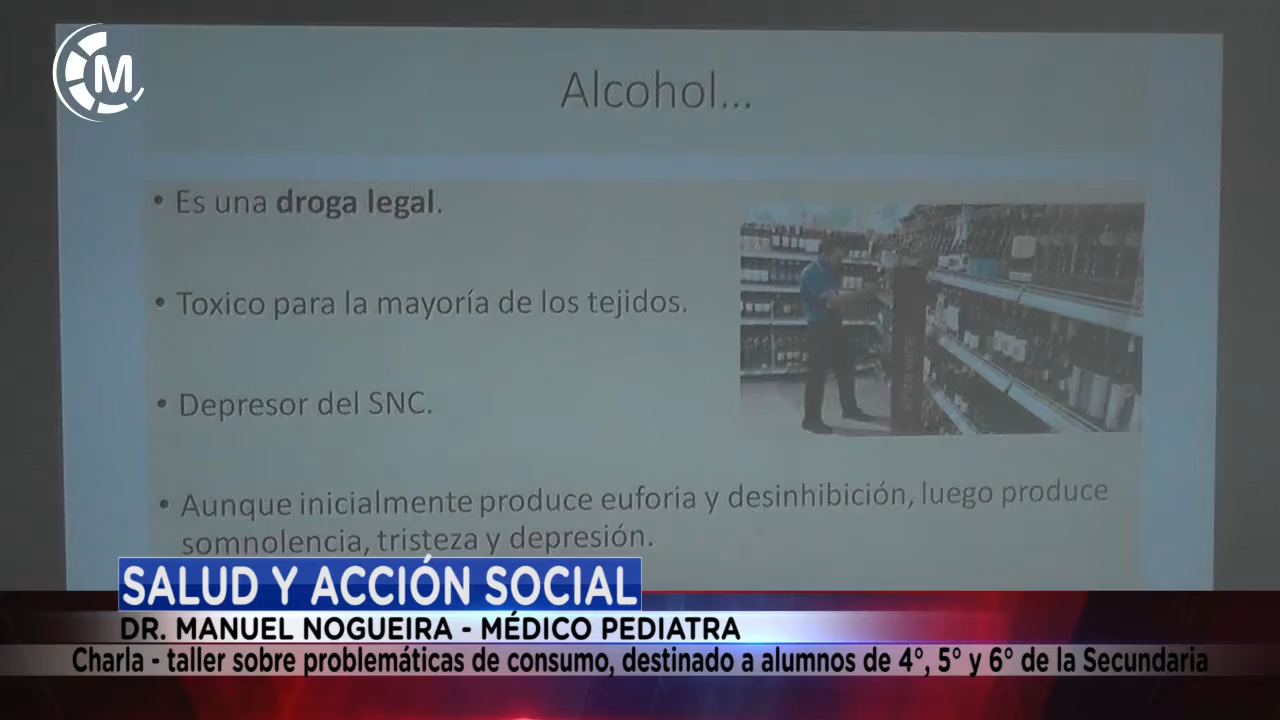 M
Alcohol...
• Es una droga legal.
• Toxico para la mayoría de los tejidos.
• Depresor del SNC.
• Aunque inicialmente produce euforia y desinhibición, luego produce
somnolencia, tristeza y depresión.
SALUD Y ACCIÓN SOCIAL
DR. MANUEL NOGUEIRA - MÉDICO PEDIATRA
Charla - taller sobre problemáticas de consumo, destinado a alumnos de 4°, 5° y 6° de la Secundaria